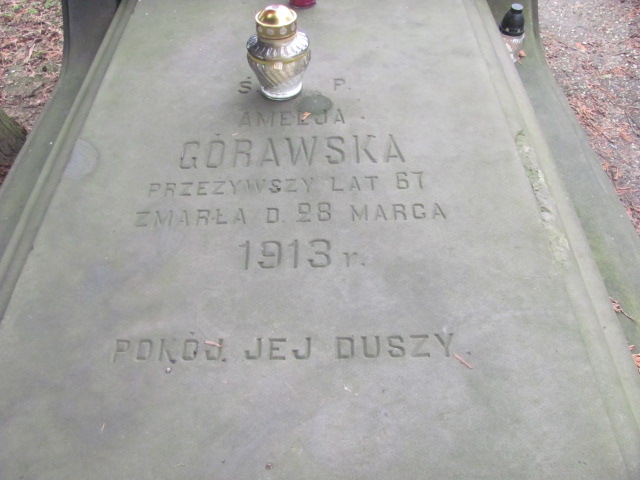 Ś P.
AMELJA
GÓRAWSKA
PRZEŻYWSZY LAT 67
ZMARŁA D. 28 MARCA
1913 r.
POKÓJ JEJ DUSZY.